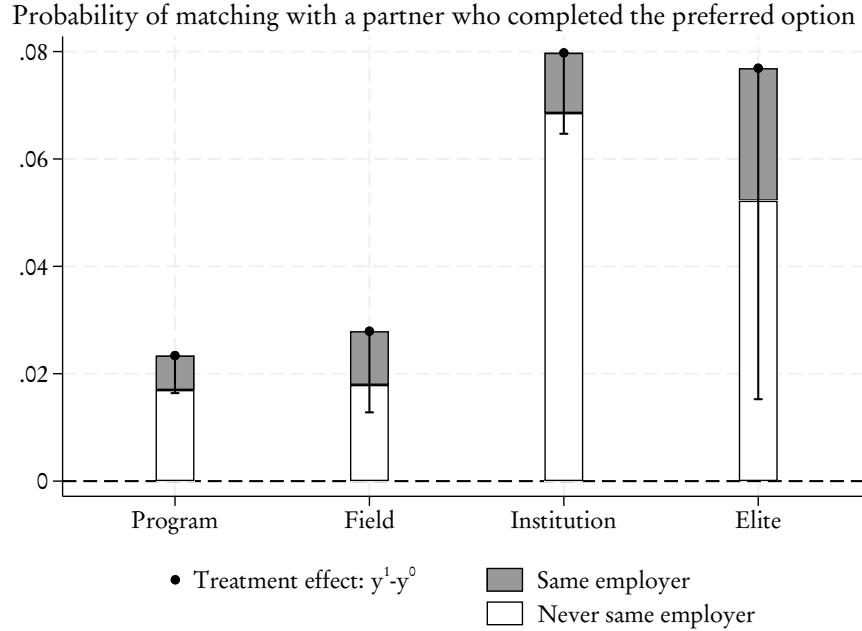 Probability of matching with a partner who completed the preferred option
.08
.06
.04
.02
0
Program Field Institution Elite
Treatment effect: y¹-y⁰ Same employer
Never same employer